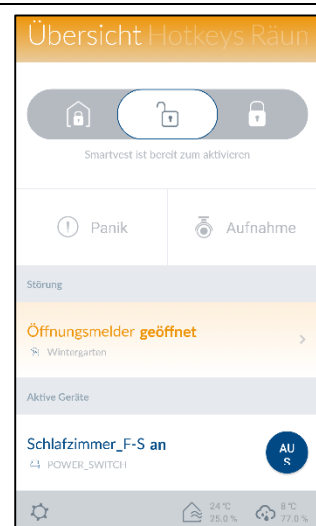 Übersicht Hotkeys Räun
Smartvest ist bereit zum aktivieren
Panik
Aufnahme
Störung
Öffnungsmelder geöffnet
Wintergarten
Aktive Geräte
Schlafzimmer_F-S an
AU
S
POWER_SWITCH
24 °C 8 °C
25.0 % 77.0 %